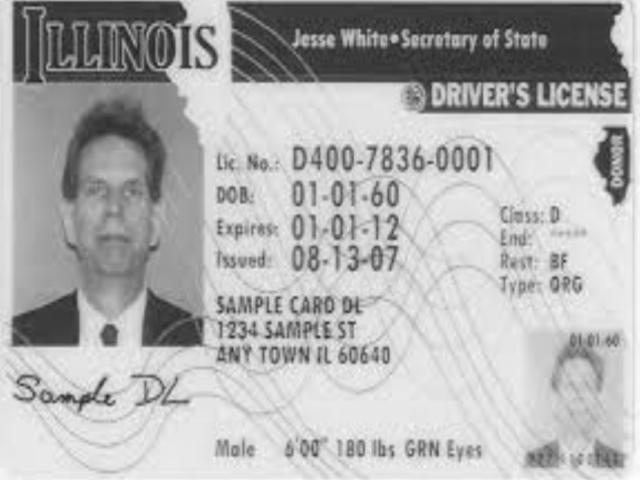 ILLINOIS
Jesse White•Secretary of State
DRIVER'S LICENSE
DONOR
Lic. No.: D400-7836-0001
DOB: 01-01-60
Expires: 01-01-12
Issued: 08-13-07
Class: D
End: *****
Rest: BF
Type: ORG
SAMPLE CARD DL
1234 SAMPLE ST
ANY TOWN IL 60640
01-01-60
Sample DL
Male 6'00" 180 lbs GRN Eyes